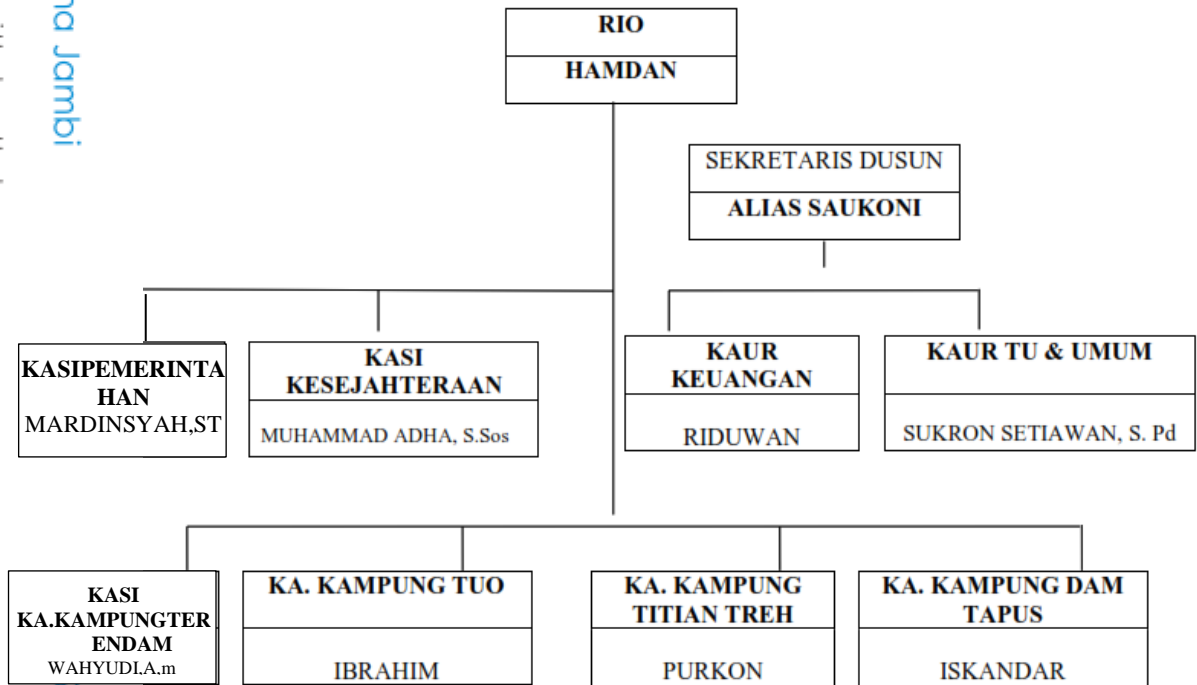 na Jambi
RIO
HAMDAN
SEKRETARIS DUSUN
ALIAS SAUKONI
KASIPEMERINTA
HAN
MARDINSYAH,ST
KASI
KESEJAHTERAAN
MUHAMMAD ADHA, S.Sos
KAUR
KEUANGAN
RIDUWAN
KAUR TU & UMUM
SUKRON SETIAWAN, S. Pd
KASI
KA.KAMPUNGTER
ENDAM
WAHYUDI,A,m
KA. KAMPUNG TUO
IBRAHIM
KA. KAMPUNG
TITIAN TREH
PURKON
KA. KAMPUNG DAM
TAPUS
ISKANDAR